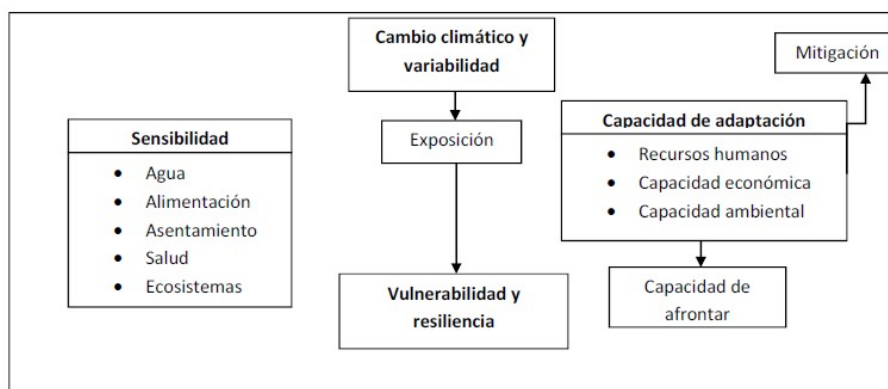 Cambio climático y
variabilidad
Mitigación
Sensibilidad
• Agua
• Alimentación
• Asentamiento
• Salud
• Ecosistemas
Exposición
Capacidad de adaptación
• Recursos humanos
• Capacidad económica
• Capacidad ambiental
Vulnerabilidad y
resiliencia
Capacidad de
afrontar